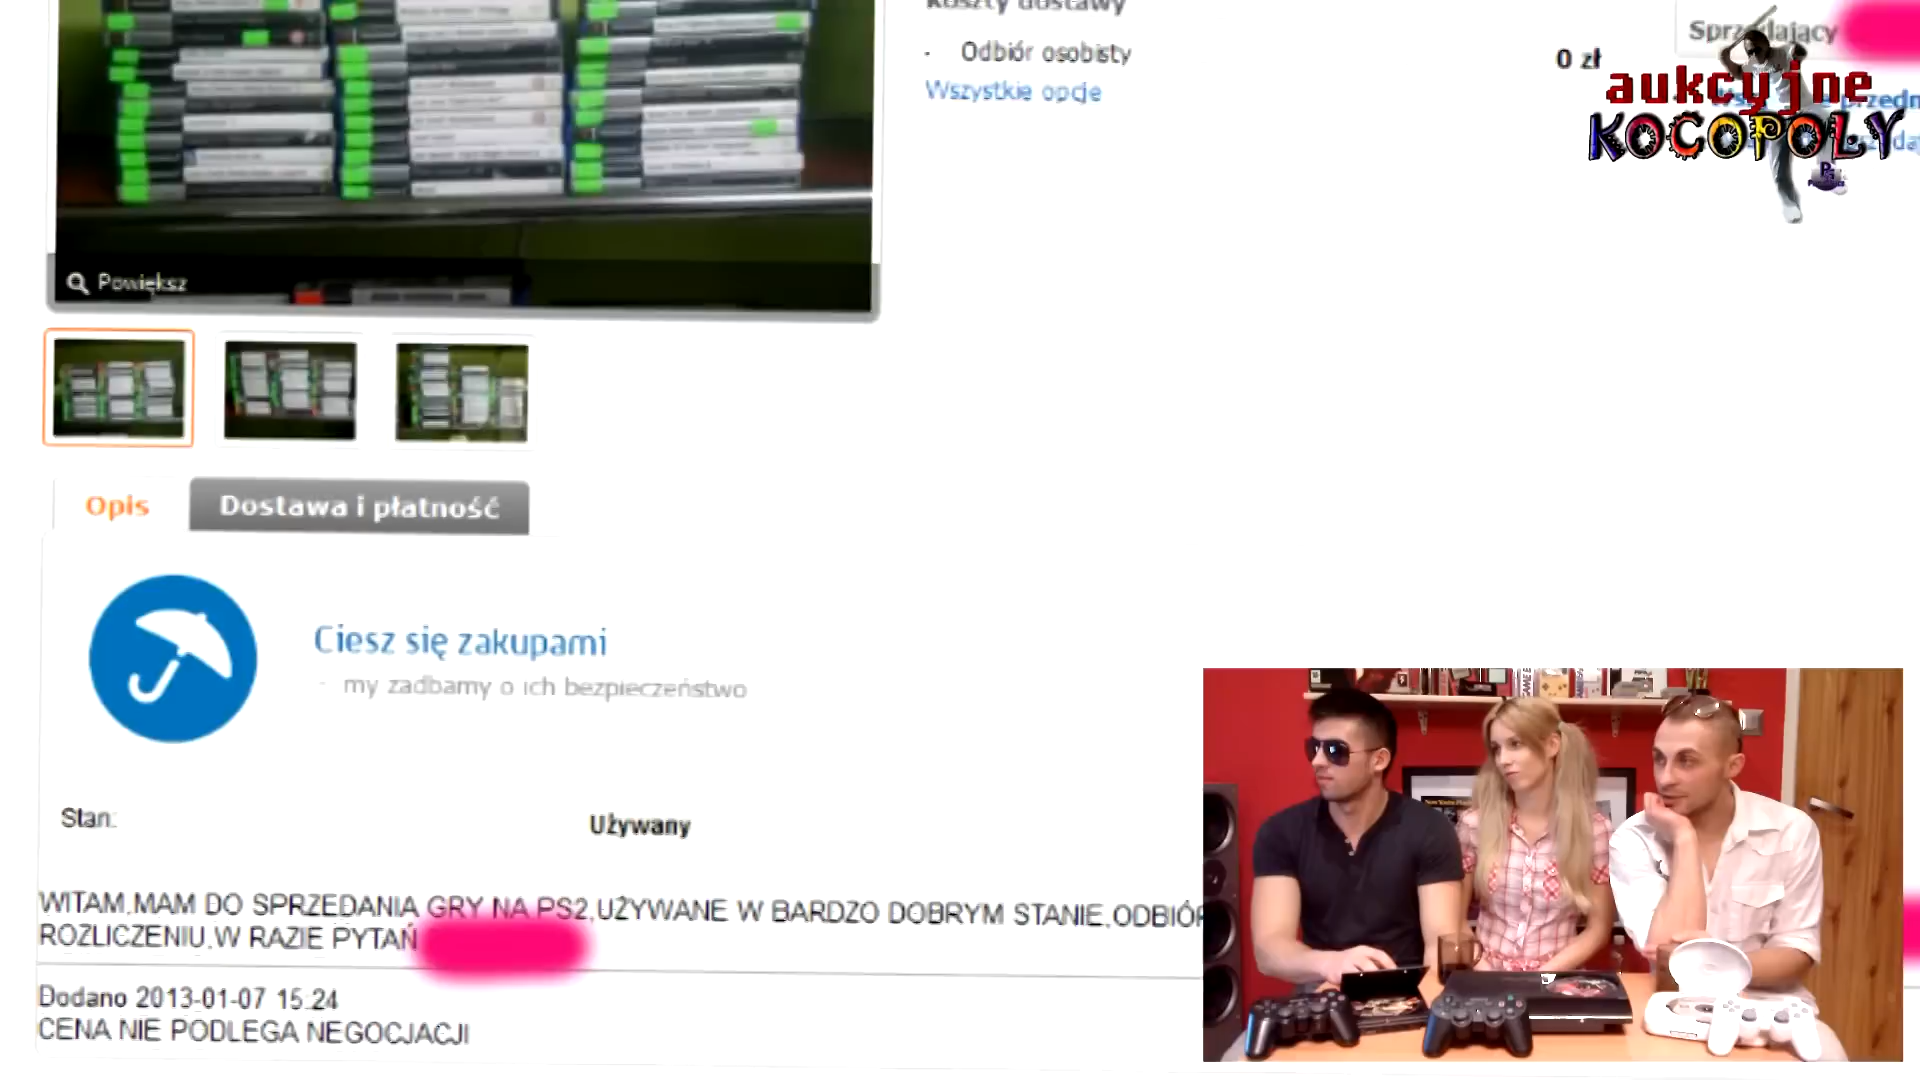 Koszty dostawy
- Odbiór osobisty
0 zł
Wszystkie opcje
Sprzedający
aukcyjne
KOCOPOLY
Powiększ
Opis
Dostawa i płatność
Ciesz się zakupami
- my zadbamy o ich bezpieczeństwo
Stan:
Używany
WITAM,MAM DO SPRZEDANIA GRY NA PS2,UŻYWANE W BARDZO DOBRYM STANIE,ODBIÓR
ROZLICZENIU,W RAZIE PYTAŃ
Dodano 2013-01-07 15:24
CENA NIE PODLEGA NEGOCJACJI